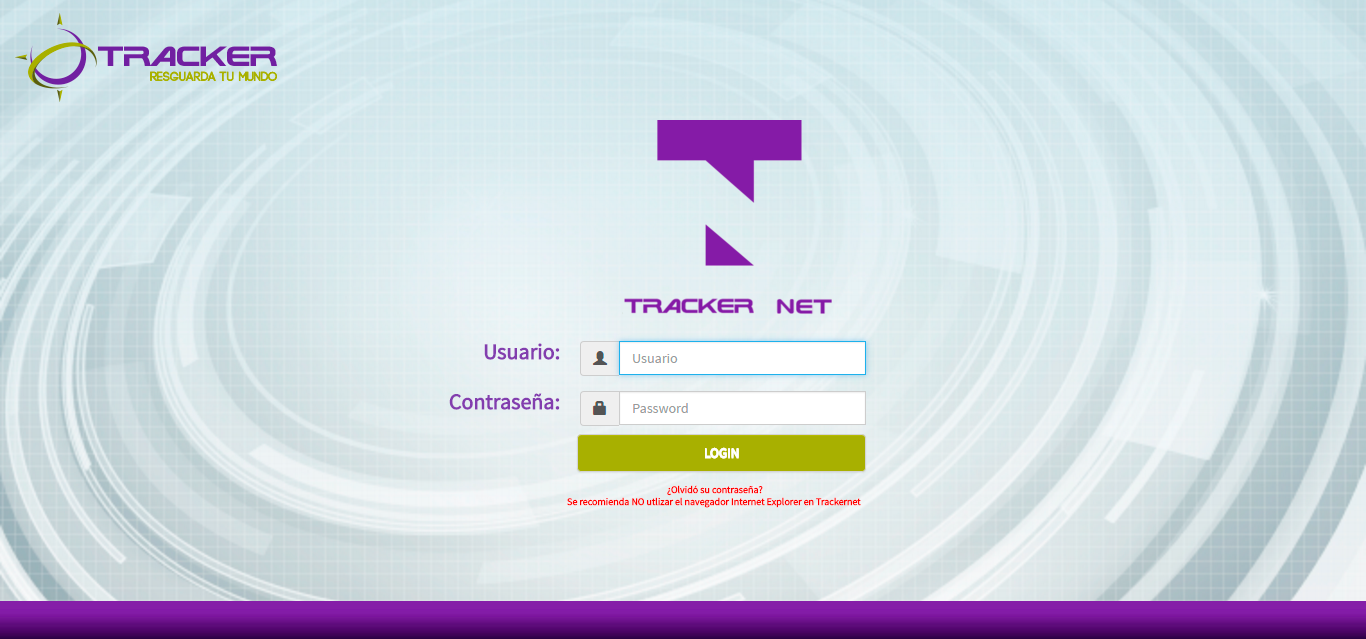 TRACKER
RESGUARDA TU MUNDO
TRACKER NET
Usuario:
Usuario
Contraseña:
Password
LOGIN
¿Olvidó su contraseña?
Se recomienda NO utlizar el navegador Internet Explorer en Trackernet